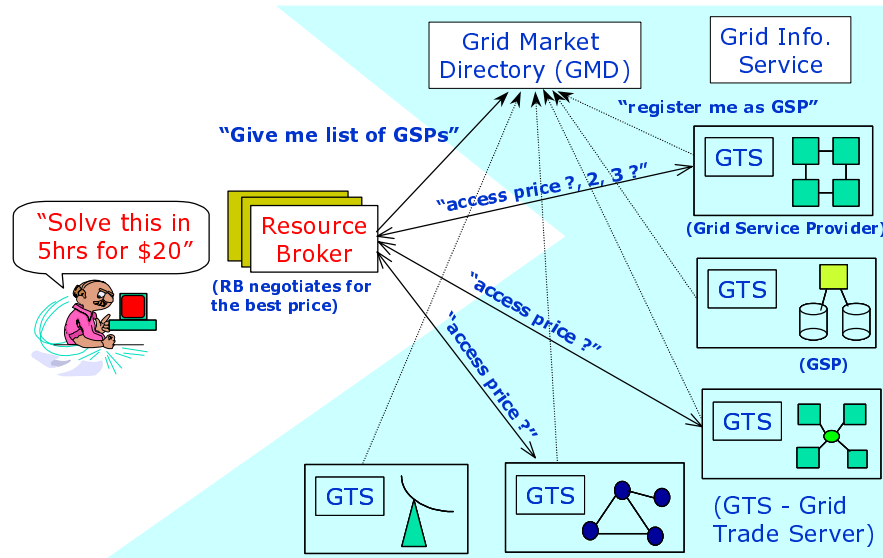 Grid Market
Directory (GMD)
Grid Info.
Service
“register me as GSP”
“Give me list of GSPs”
GTS
“access price ?, 2, 3 ?”
(Grid Service Provider)
“Solve this in
5hrs for $20”
Resource
Broker
(RB negotiates for
the best price)
“access price ?”
“access price ?”
GTS
(GSP)
GTS
GTS
GTS
(GTS - Grid
Trade Server)